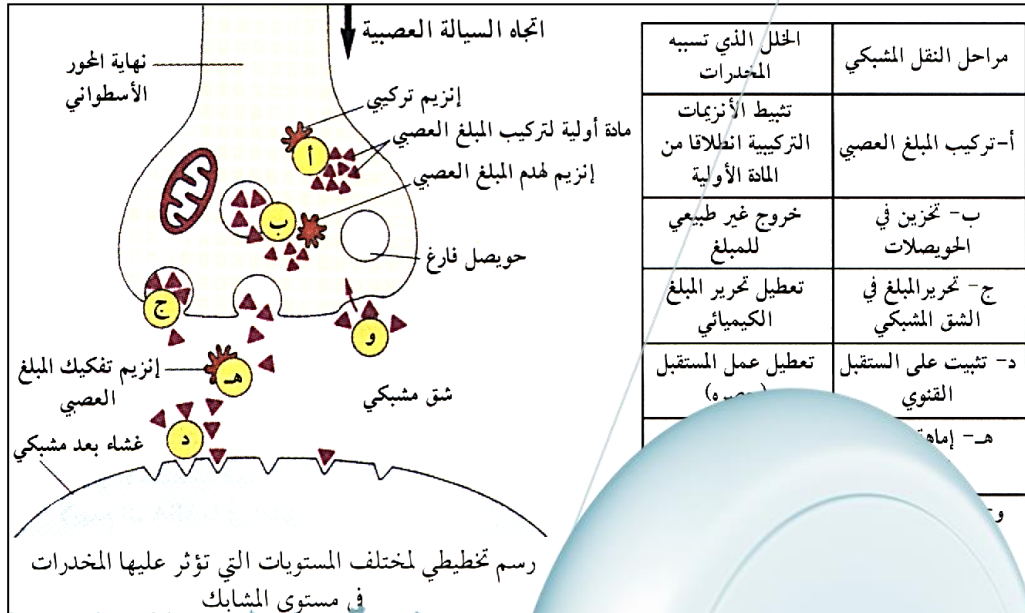 اتجاه السيالة العصبية
نهاية المحور
الأسطواني
إنزيم تركيبي
مادة أولية لتركيب المبلغ العصبي
إنزيم لهدم المبلغ العصبي
أ
ب
حويصل فارغ
ج
و
هـ
إنزيم تفكيك المبلغ
العصبي
شق مشبكي
د
غشاء بعد مشبكي
رسم تخطيطي لمختلف المستويات التي تؤثر عليها المخدرات
في مستوى المشابك
مراحل النقل المشبكي
الخلل الذي تسببه
المخدرات
أ-تركيب المبلغ العصبي
تثبيط الأنزيمات
التركيبية انطلاقا من
المادة الأولية
ب- تخزين في
الحويصلات
خروج غير طبيعي
للمبلغ
ج- تحريرالمبلغ في
الشق المشبكي
تعطيل تحرير المبلغ
الكيميائي
د- تثبيت على الستقبل
القنوي
تعطيل عمل المستقبل
هـ- إماهة
و-